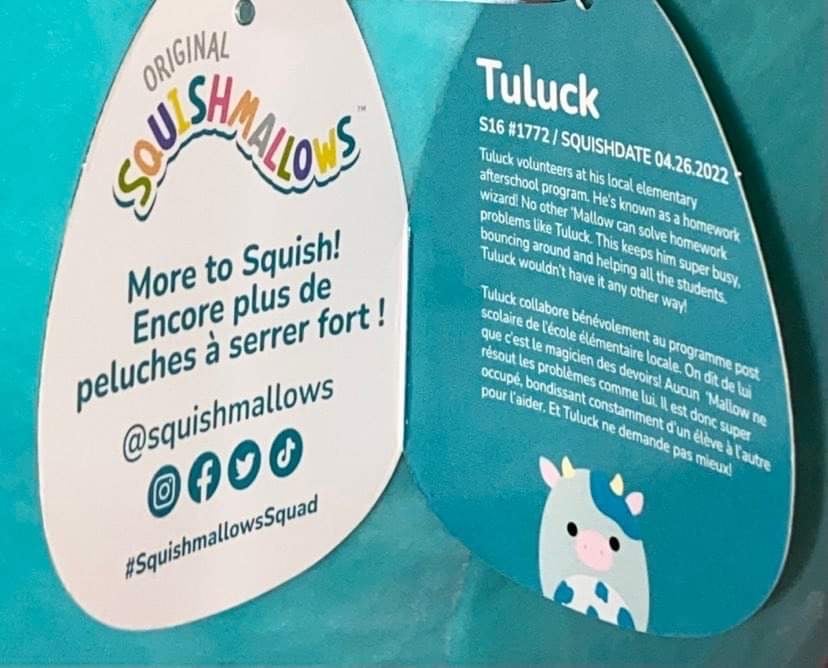 ORIGINAL
SQUISHMALLOWS™
More to Squish!
Encore plus de
peluches à serrer fort !
@squishmallows
#SquishmallowsSquad
Tuluck
S16 #1772 / SQUISHDATE 04.26.2022
Tuluck volunteers at his local elementary
afterschool program. He's known as a homework
wizard! No other 'Mallow can solve homework
problems like Tuluck. This keeps him super busy,
bouncing around and helping all the students.
Tuluck wouldn't have it any other way!
Tuluck collabore bénévolement au programme post
scolaire de l'école élémentaire locale. On dit de lui
que c'est le magicien des devoirs! Aucun 'Mallow ne
résout les problèmes comme lui. Il est donc super
occupé, bondissant constamment d'un élève à l'autre
pour l'aider. Et Tuluck ne demande pas mieux!